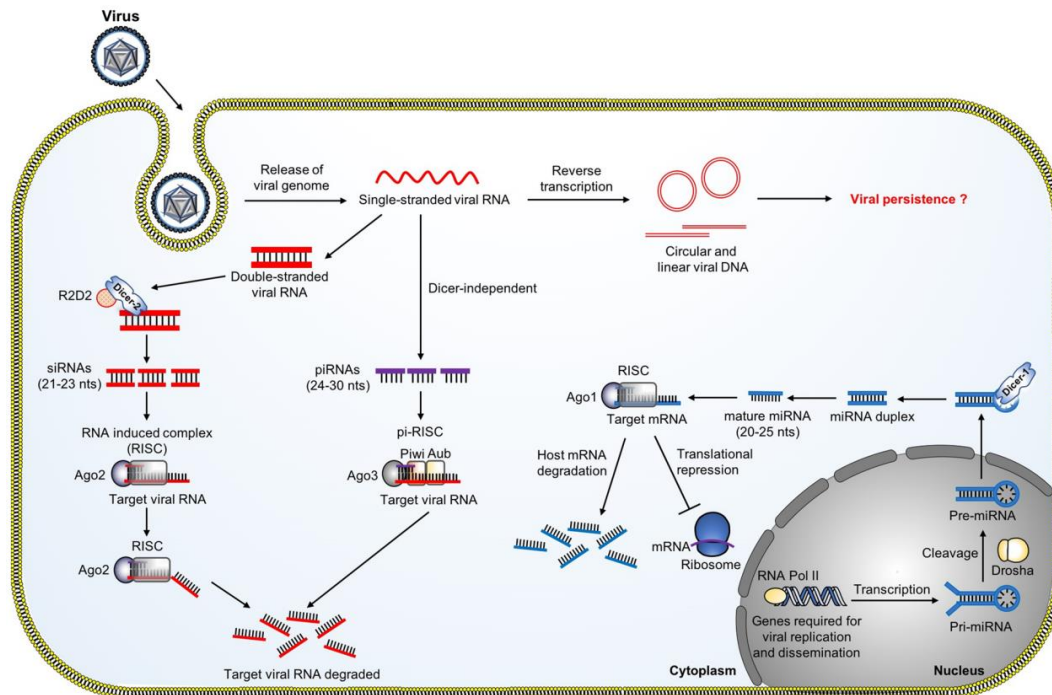 Virus
Release of
viral genome
Single-stranded viral RNA
Reverse
transcription
Circular and
linear viral DNA
Viral persistence ?
Double-stranded
viral RNA
R2D2
Dicer-2
Dicer-independent
siRNAs
(21-23 nts)
piRNAs
(24-30 nts)
RNA induced complex
(RISC)
Ago2
Target viral RNA
pi-RISC
Piwi Aub
Ago3
Target viral RNA
RISC
Ago2
Target viral RNA degraded
RISC
Ago1
Target mRNA
mature miRNA
(20-25 nts)
miRNA duplex
Dicer-1
Host mRNA
degradation
Translational
repression
mRNA
Ribosome
Pre-miRNA
Cleavage
Drosha
RNA Pol II
Transcription
Pri-miRNA
Genes required for
viral replication
and dissemination
Cytoplasm
Nucleus